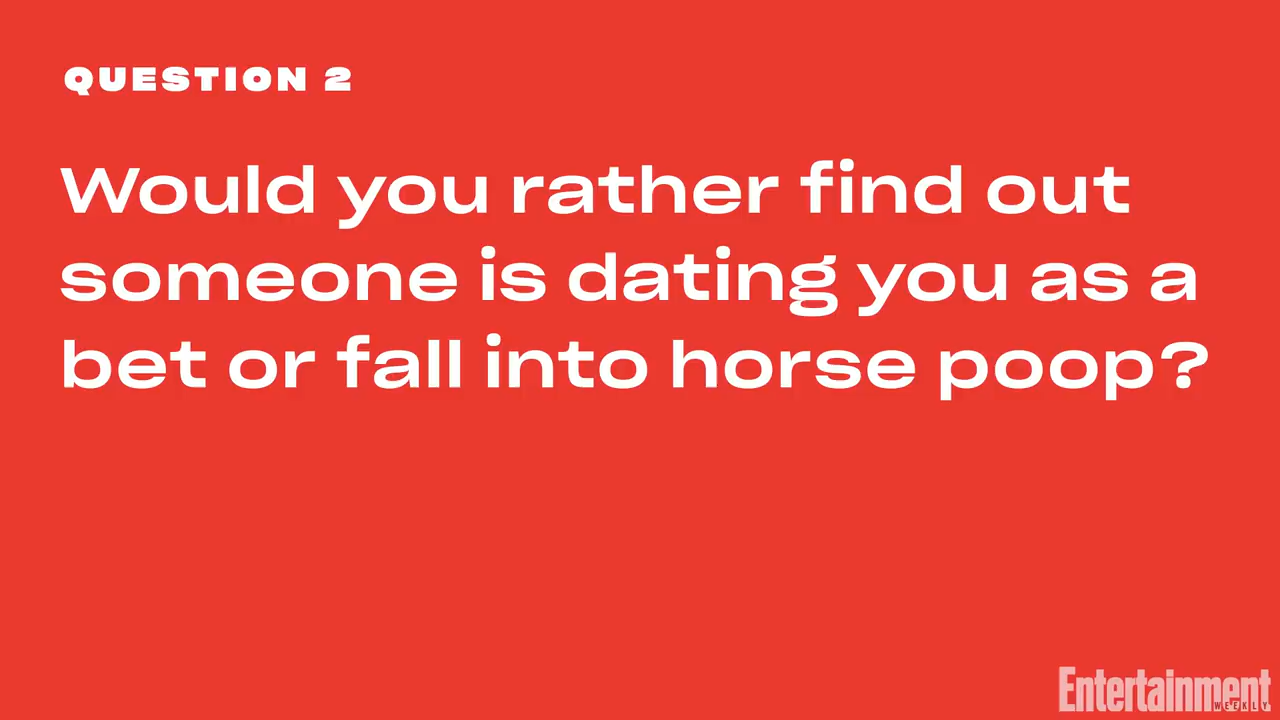 QUESTION 2
Would you rather find out
someone is dating you as a
bet or fall into horse poop?
Entertainment
WEEKLY